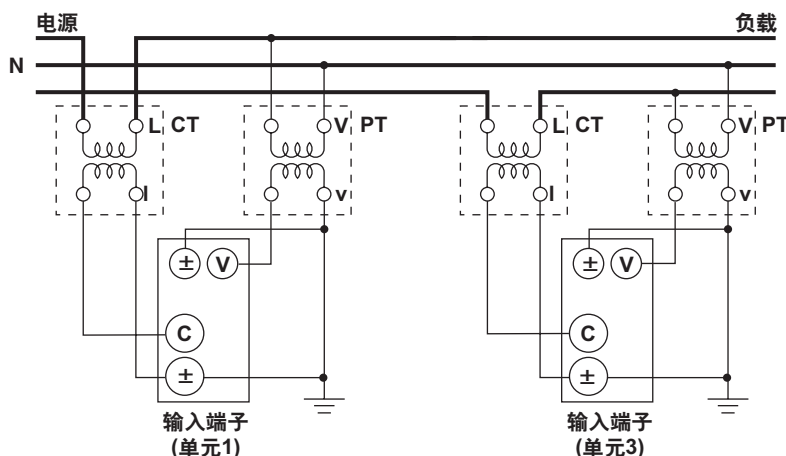 电源 负载
N
L CT V PT L CT V PT
l v l v
± V ± V
C C
± ±
输入端子 输入端子
(单元1) (单元3)